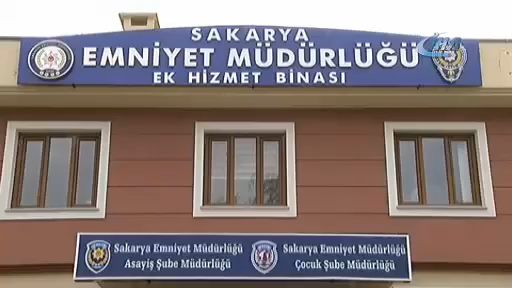 SAKARYA
EMNİYET MÜDÜRLÜĞÜ
EK HİZMET BİNASI
Sakarya Emniyet Müdürlüğü
Asayiş Şube Müdürlüğü
Sakarya Emniyet Müdürlüğü
Çocuk Şube Müdürlüğü